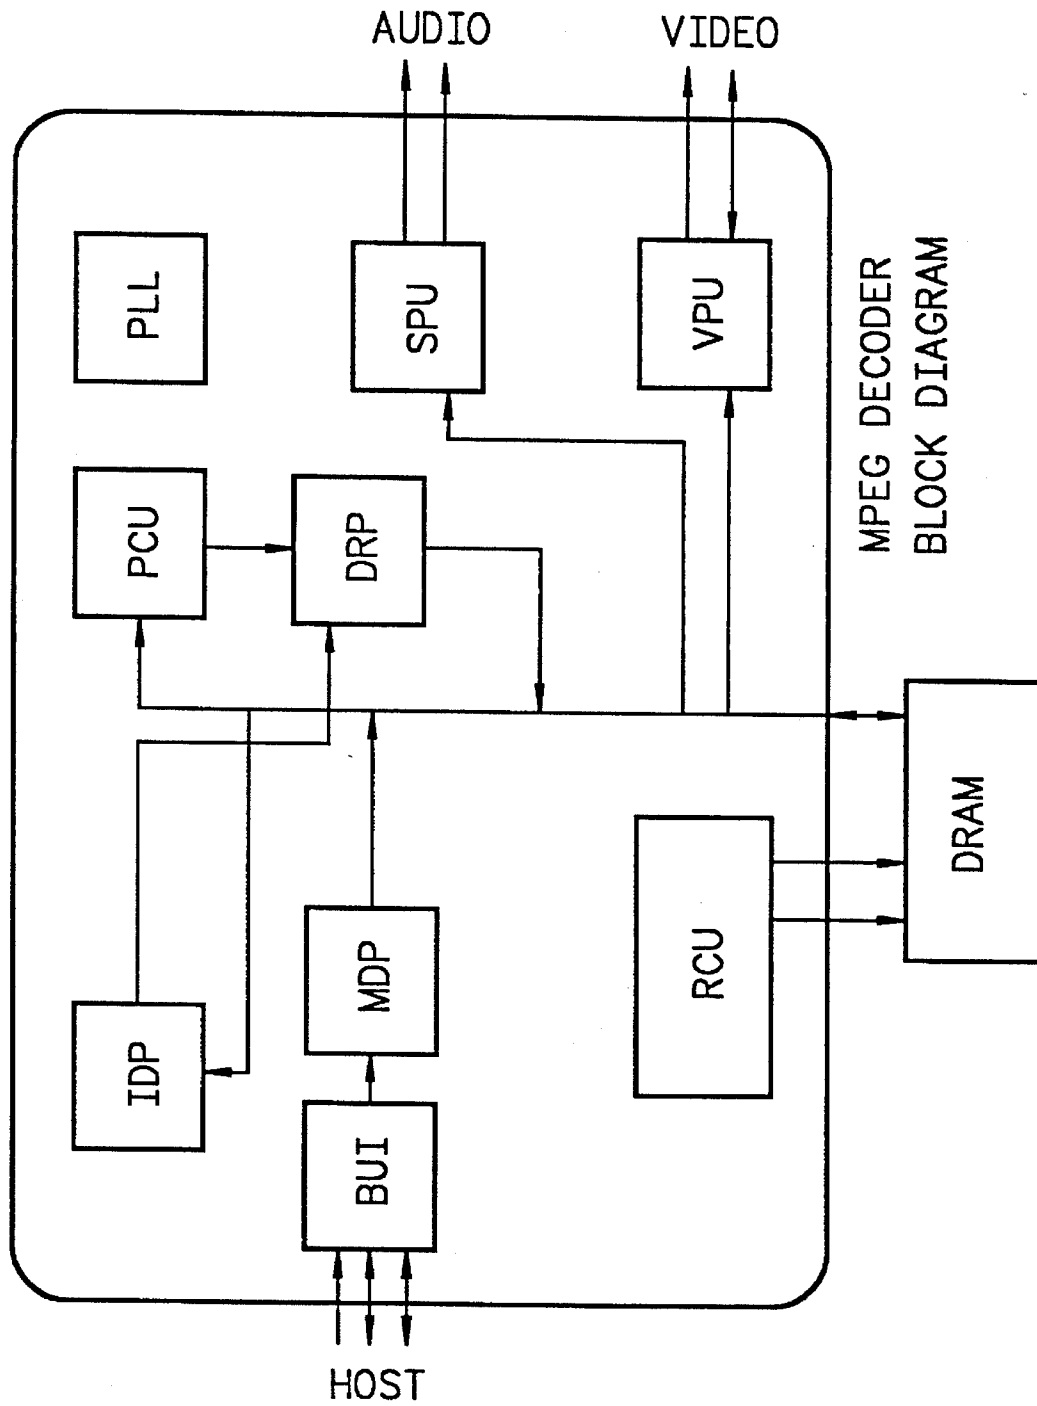 AUDIO
VIDEO
PLL
SPU
VPU
PCU
DRP
IDP
MDP
BUI
RCU
DRAM
HOST
MPEG DECODER
BLOCK DIAGRAM